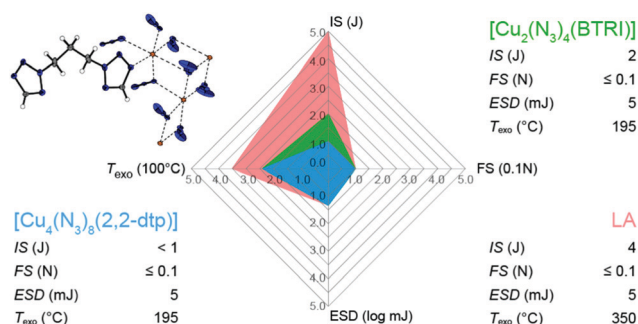 IS (J)
5.0
4.0
3.0
2.0
1.0
0.0
T exo (100°C)
5.0 4.0 3.0 2.0 1.0
1.0 2.0 3.0 4.0 5.0
FS (0.1N)
1.0
2.0
3.0
4.0
5.0
ESD (log mJ)
[Cu2(N3)4(BTRI)]
IS (J) 2
FS (N) ≤ 0.1
ESD (mJ) 5
Texo (°C) 195
[Cu4(N3)8(2,2-dtp)]
IS (J) < 1
FS (N) ≤ 0.1
ESD (mJ) 5
Texo (°C) 195
LA
IS (J) 4
FS (N) ≤ 0.1
ESD (mJ) 5
Texo (°C) 350